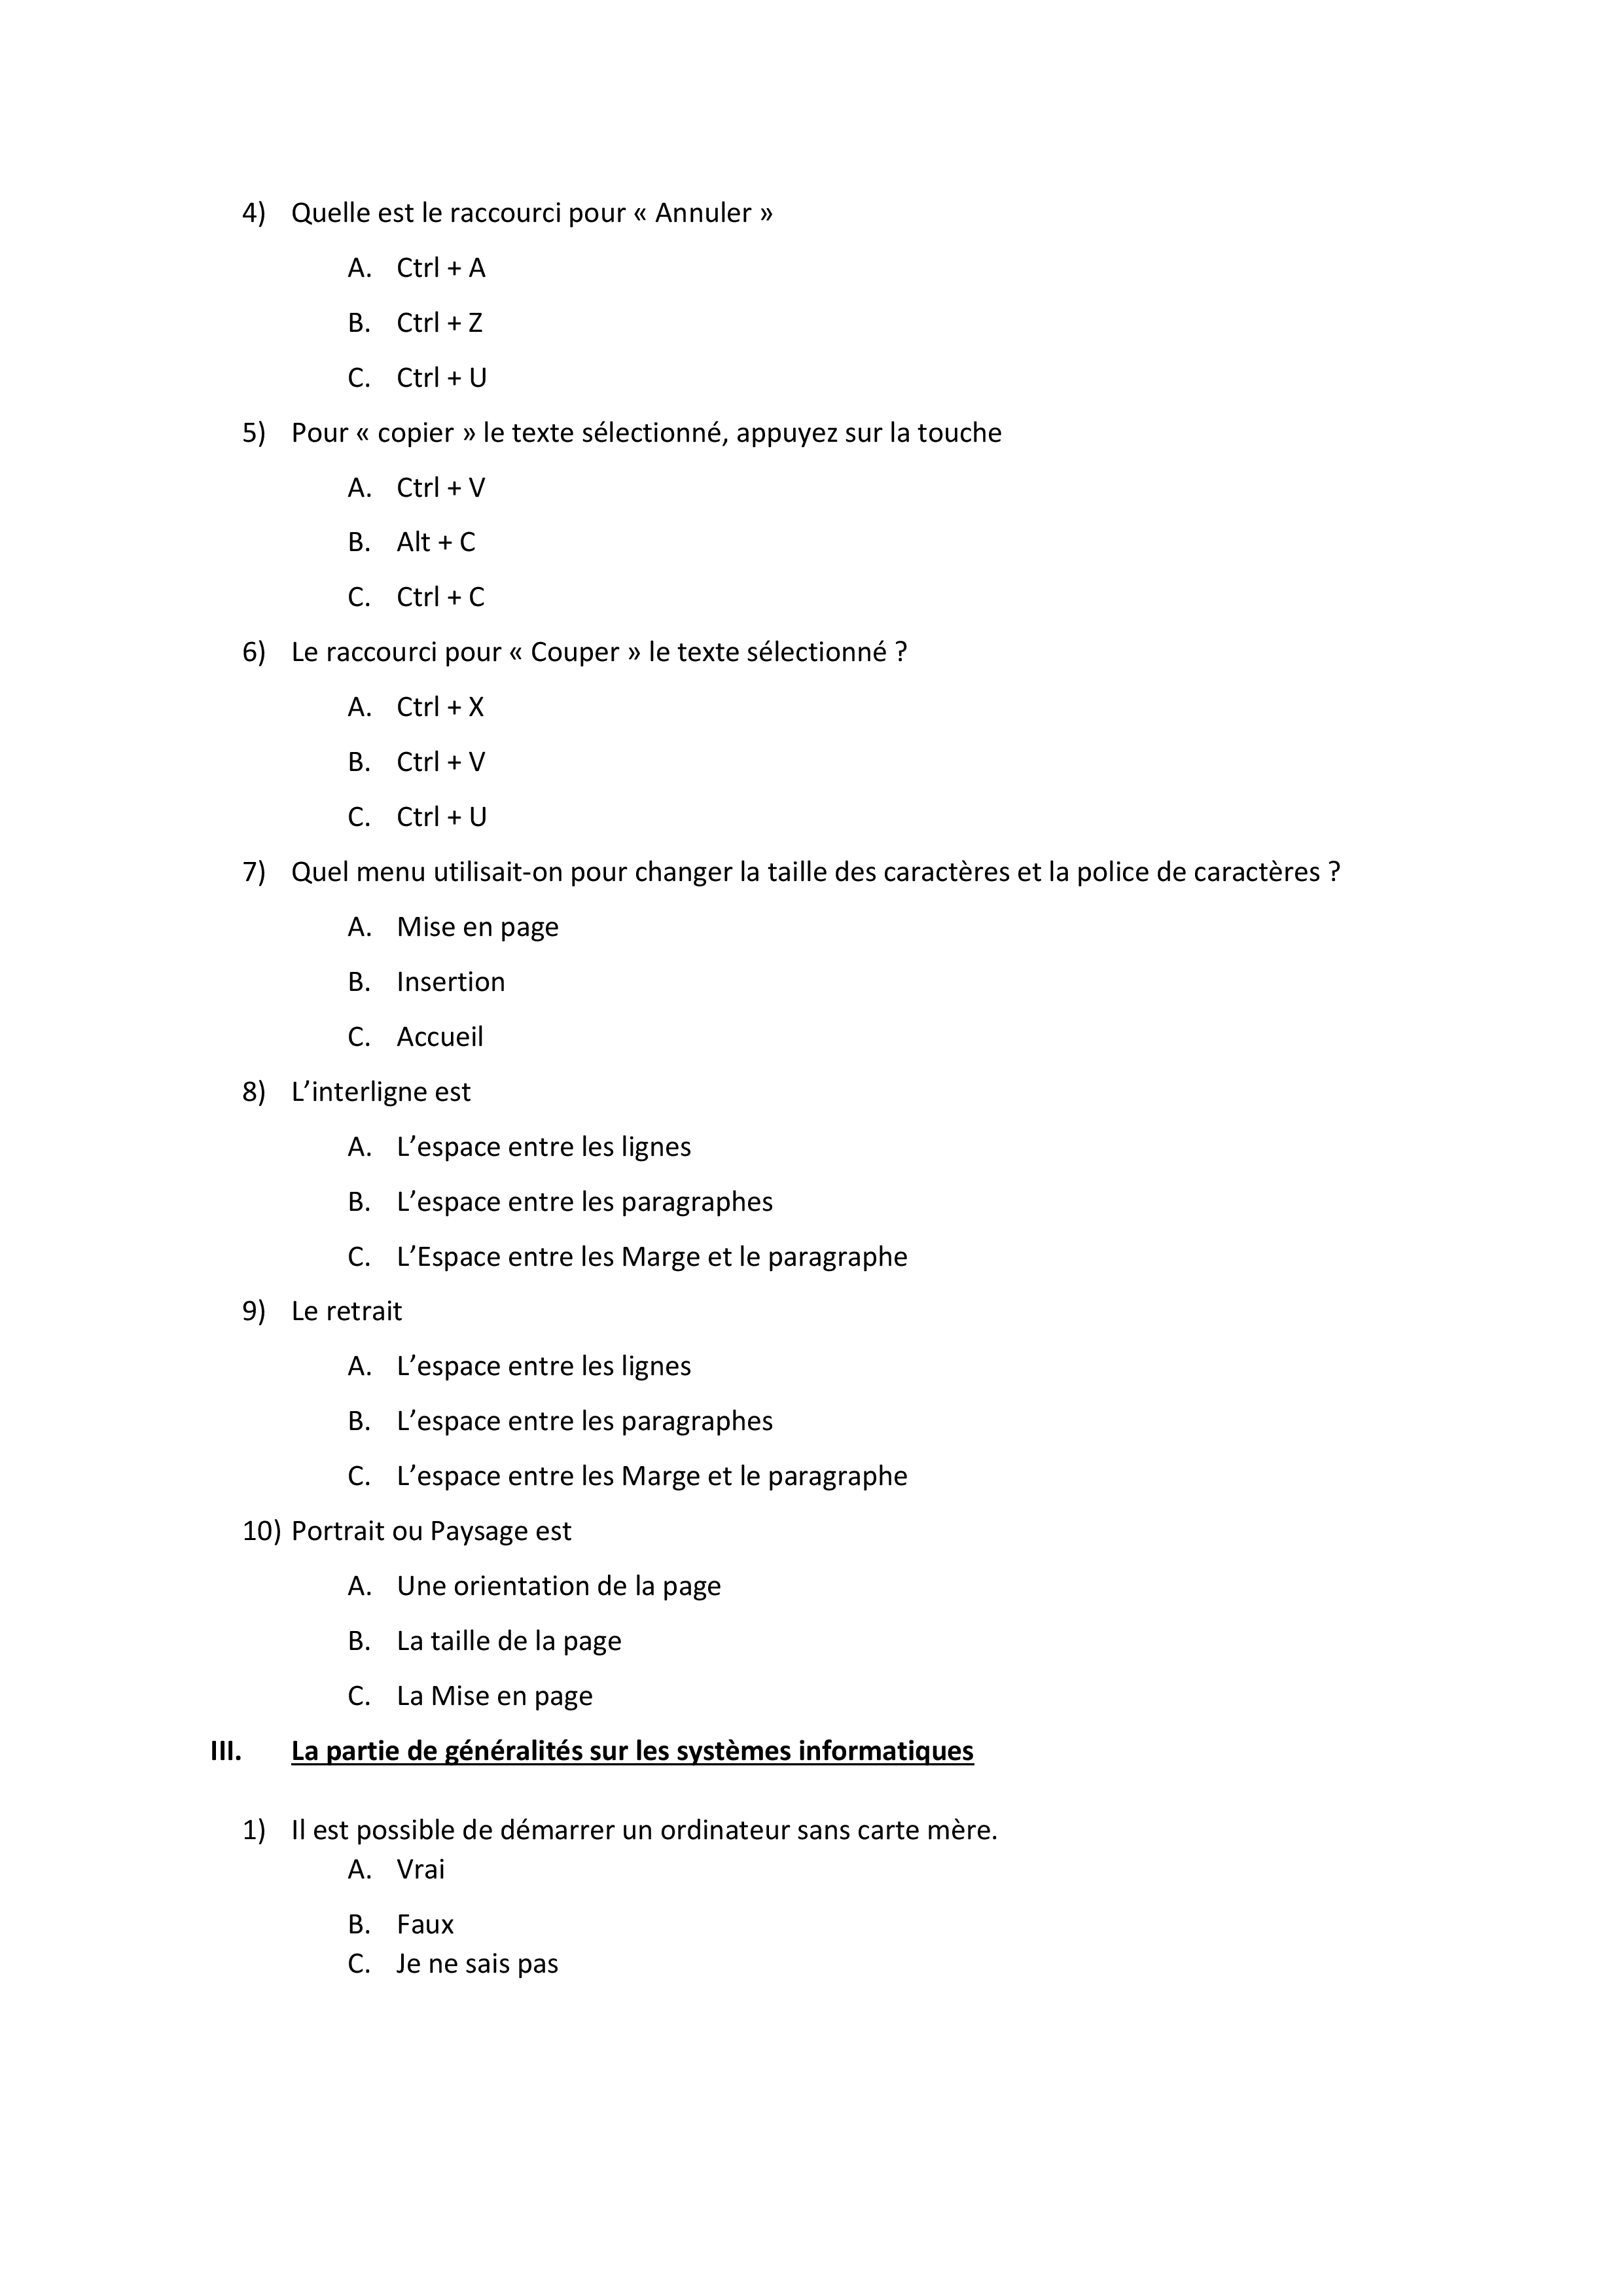 4) Quelle est le raccourci pour « Annuler »
A. Ctrl + A
B. Ctrl + Z
C. Ctrl + U
5) Pour « copier » le texte sélectionné, appuyez sur la touche
A. Ctrl + V
B. Alt + C
C. Ctrl + C
6) Le raccourci pour « Couper » le texte sélectionné ?
A. Ctrl + X
B. Ctrl + V
C. Ctrl + U
7) Quel menu utilisait-on pour changer la taille des caractères et la police de caractères ?
A. Mise en page
B. Insertion
C. Accueil
8) L’interligne est
A. L’espace entre les lignes
B. L’espace entre les paragraphes
C. L’Espace entre les Marge et le paragraphe
9) Le retrait
A. L’espace entre les lignes
B. L’espace entre les paragraphes
C. L’espace entre les Marge et le paragraphe
10) Portrait ou Paysage est
A. Une orientation de la page
B. La taille de la page
C. La Mise en page
III. La partie de généralités sur les systèmes informatiques
1) Il est possible de démarrer un ordinateur sans carte mère.
A. Vrai
B. Faux
C. Je ne sais pas